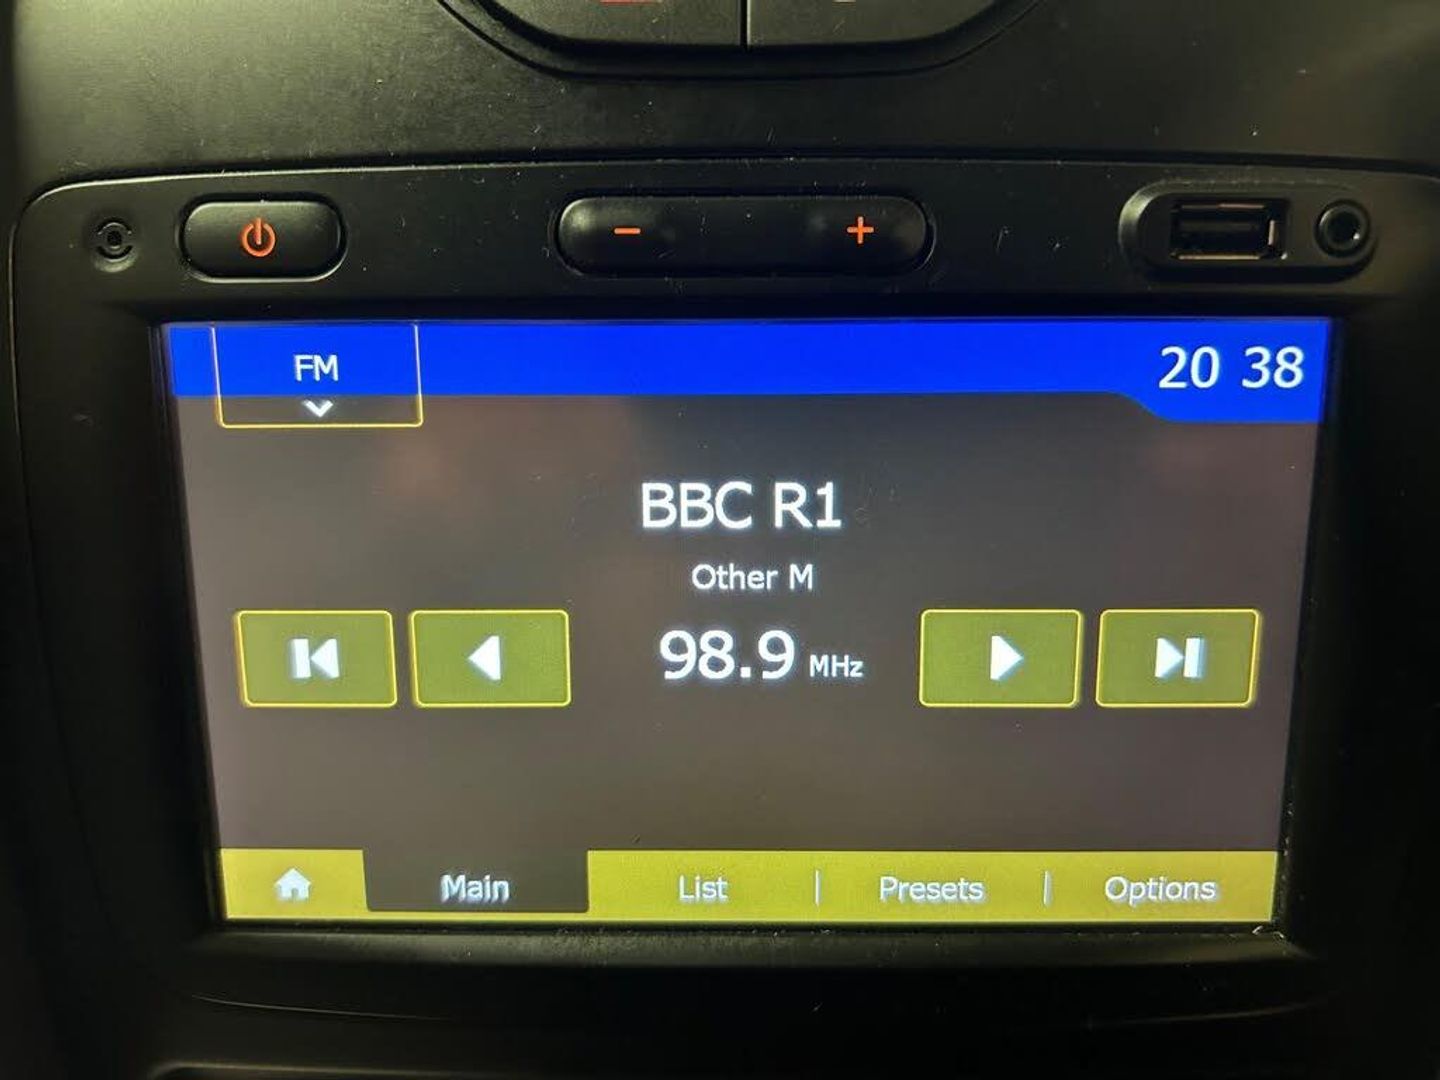 FM
20 38
BBC R1
Other M
98.9 MHz
Main
List
Presets
Options